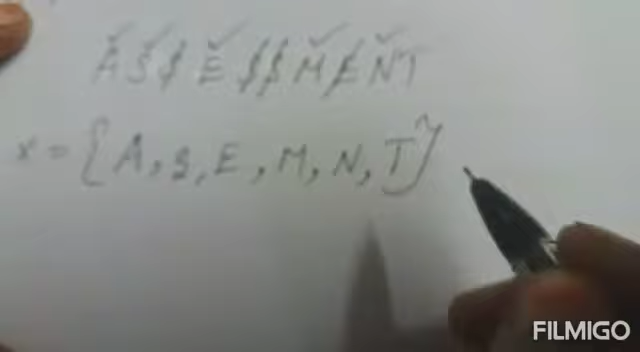 ASSESSMENT
x = {A, S, E, M, N, T}
FILMIGO